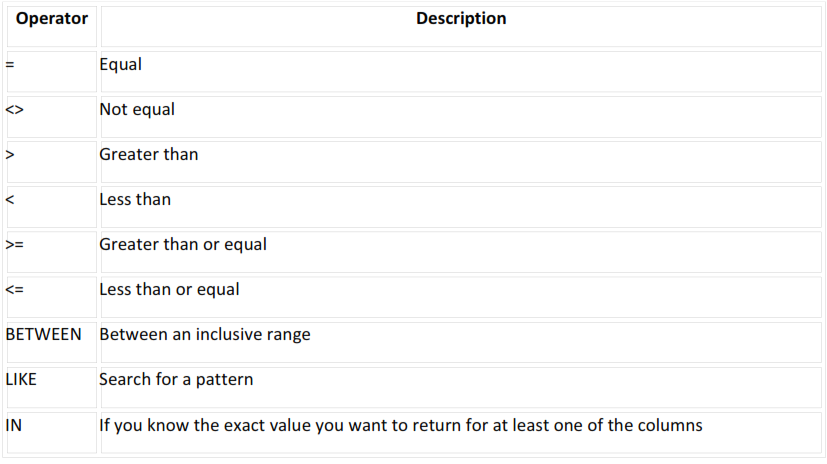 Operator Description
= Equal
<> Not equal
> Greater than
< Less than
>= Greater than or equal
<= Less than or equal
BETWEEN Between an inclusive range
LIKE Search for a pattern
IN If you know the exact value you want to return for at least one of the columns